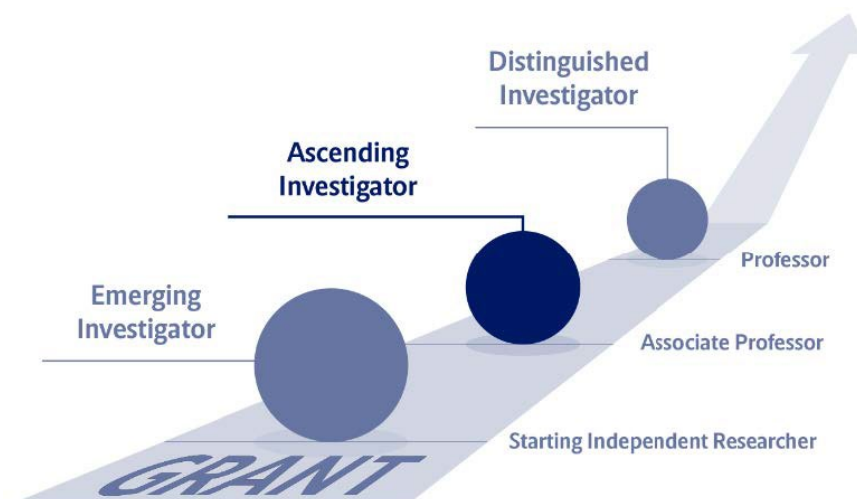 Distinguished
Investigator
Ascending
Investigator
Professor
Emerging
Investigator
Associate Professor
Starting Independent Researcher
GRANT